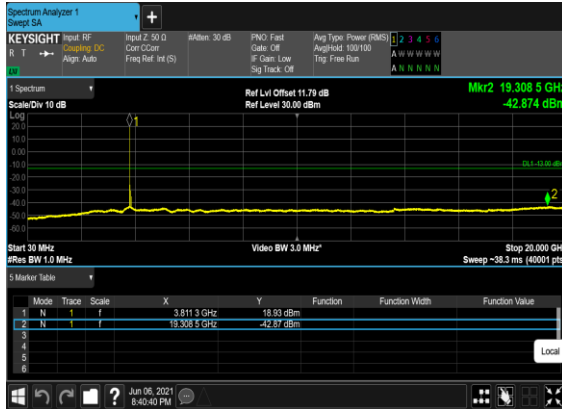 Spectrum Analyzer 1
Swept SA
+
KEYSIGHT
R T
LU
Input: RF
Coupling: DC
Align: Auto
Input Z: 50 Ω
Corr CCorr
Freq Ref: Int (S)
#Atten: 30 dB
PNO: Fast
Gate: Off
IF Gain: Low
Sig Track: Off
Avg Type: Power (RMS)
Avg|Hold: 100/100
Trig: Free Run
1 2 3 4 5 6
A W W W W W
A N N N N N
1 Spectrum
Scale/Div 10 dB
Ref Lvl Offset 11.79 dB
Ref Level 30.00 dBm
Mkr2 19.308 5 GHz
-42.874 dBm
Log
20.0
10.0
0.00
-10.0
-20.0
-30.0
-40.0
-50.0
-60.0
1
DL1 -13.00 dBm
2
Start 30 MHz
#Res BW 1.0 MHz
Video BW 3.0 MHz*
Stop 20.000 GHz
Sweep ~38.3 ms (40001 pts)
5 Marker Table
Mode Trace Scale X Y Function Function Width Function Value
1 N 1 f 3.811 3 GHz 18.93 dBm
2 N 1 f 19.308 5 GHz -42.87 dBm
3
4
5
6
Local
?
Jun 06, 2021
8:40:40 PM